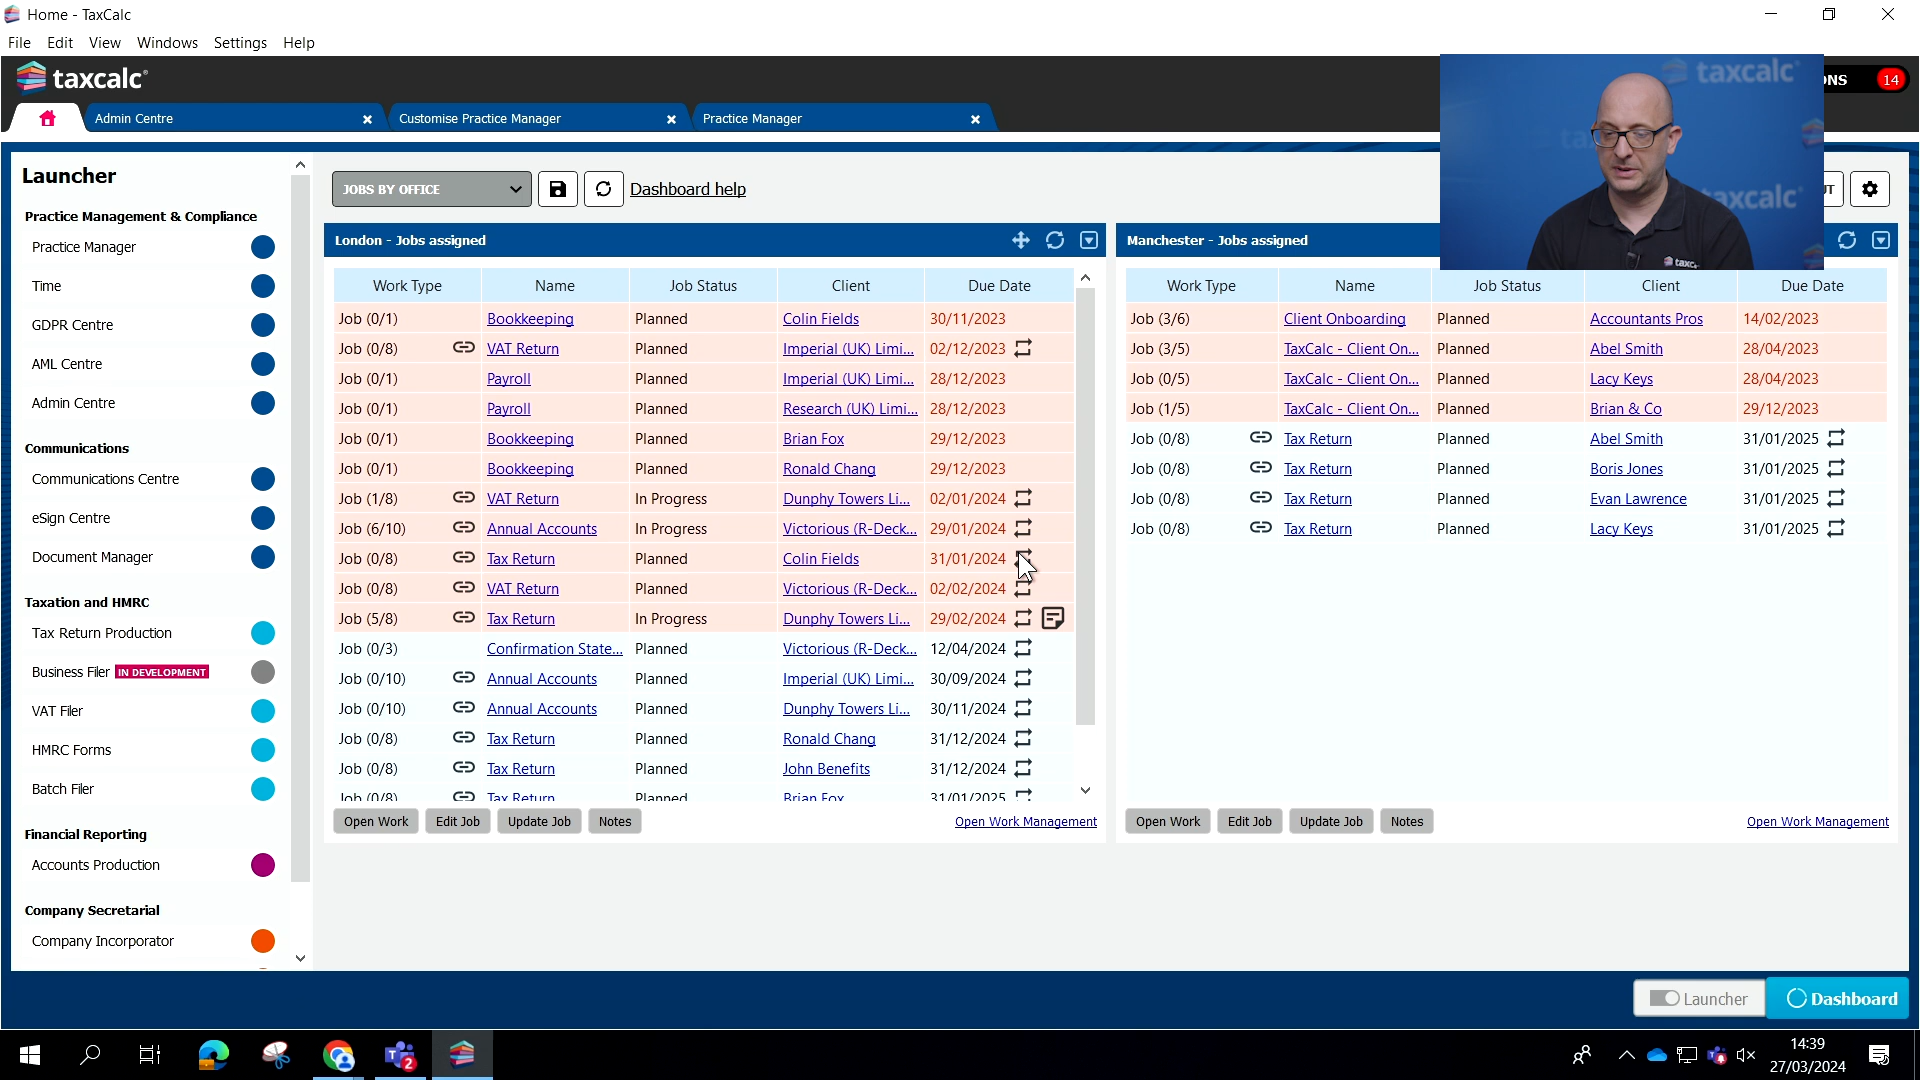 Home - TaxCalc
File Edit View Windows Settings Help
taxcalc
NS 14
Admin Centre Customise Practice Manager Practice Manager
taxcalc
Launcher
JOBS BY OFFICE Dashboard help
Practice Management & Compliance
Practice Manager
Time
GDPR Centre
AML Centre
Admin Centre
Communications
Communications Centre
eSign Centre
Document Manager
Taxation and HMRC
Tax Return Production
Business Filer IN DEVELOPMENT
VAT Filer
HMRC Forms
Batch Filer
Financial Reporting
Accounts Production
Company Secretarial
Company Incorporator
London - Jobs assigned
Work Type Name Job Status Client Due Date
Job (0/1) Bookkeeping Planned Colin Fields 30/11/2023
Job (0/8) VAT Return Planned Imperial (UK) Limi... 02/12/2023
Job (0/1) Payroll Planned Imperial (UK) Limi... 28/12/2023
Job (0/1) Payroll Planned Research (UK) Limi... 28/12/2023
Job (0/1) Bookkeeping Planned Brian Fox 29/12/2023
Job (0/1) Bookkeeping Planned Ronald Chang 29/12/2023
Job (1/8) VAT Return In Progress Dunphy Towers Li... 02/01/2024
Job (6/10) Annual Accounts In Progress Victorious (R-Deck... 29/01/2024
Job (0/8) Tax Return Planned Colin Fields 31/01/2024
Job (0/8) VAT Return Planned Victorious (R-Deck... 02/02/2024
Job (5/8) Tax Return In Progress Dunphy Towers Li... 29/02/2024
Job (0/3) Confirmation State... Planned Victorious (R-Deck... 12/04/2024
Job (0/10) Annual Accounts Planned Imperial (UK) Limi... 30/09/2024
Job (0/10) Annual Accounts Planned Dunphy Towers Li... 30/11/2024
Job (0/8) Tax Return Planned Ronald Chang 31/12/2024
Job (0/8) Tax Return Planned John Benefits 31/12/2024
Job (0/8) Tax Return Planned Brian Fox 31/01/2025
Open Work Edit Job Update Job Notes Open Work Management
Manchester - Jobs assigned
Work Type Name Job Status Client Due Date
Job (3/6) Client Onboarding Planned Accountants Pros 14/02/2023
Job (3/5) TaxCalc - Client On... Planned Abel Smith 28/04/2023
Job (0/5) TaxCalc - Client On... Planned Lacy Keys 28/04/2023
Job (1/5) TaxCalc - Client On... Planned Brian & Co 29/12/2023
Job (0/8) Tax Return Planned Abel Smith 31/01/2025
Job (0/8) Tax Return Planned Boris Jones 31/01/2025
Job (0/8) Tax Return Planned Evan Lawrence 31/01/2025
Job (0/8) Tax Return Planned Lacy Keys 31/01/2025
Open Work Edit Job Update Job Notes Open Work Management
Launcher Dashboard
2
14:39
27/03/2024